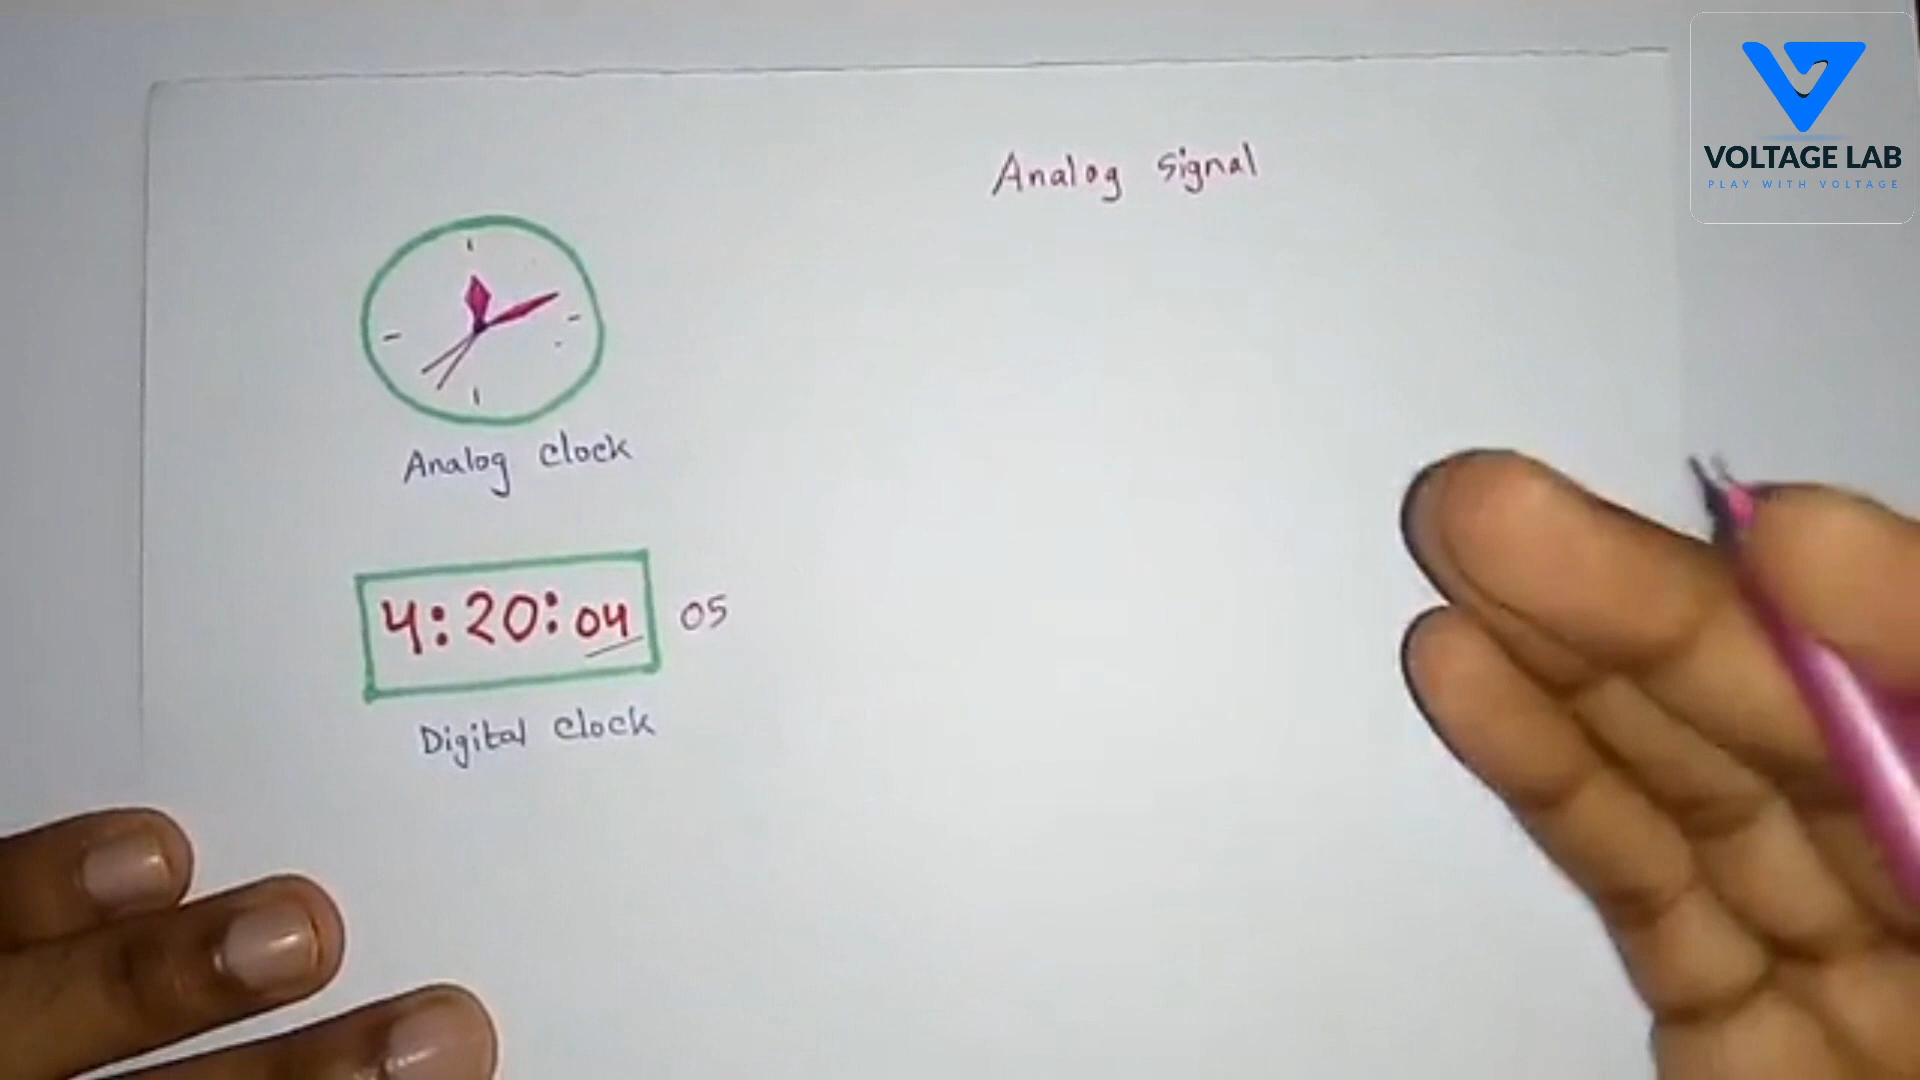 Analog Signal
Analog Clock
4:20:04 05
Digital Clock
VOLTAGE LAB
PLAY WITH VOLTAGE